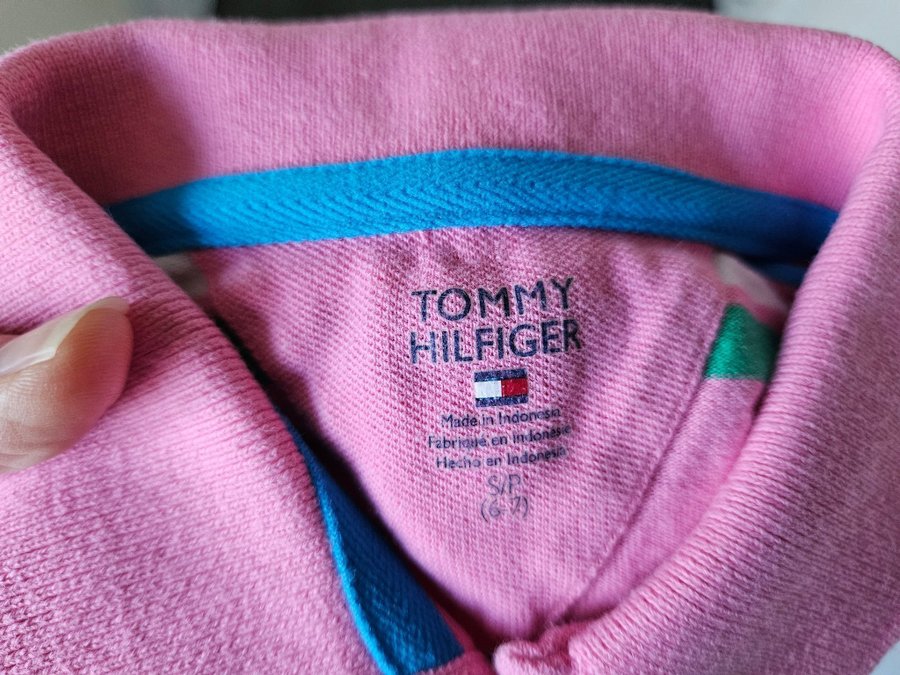 TOMMY
HILFIGER
Made in Indonesia
Fabriqué en Indonésie
Hecho en Indonesia
S/P
(6-7)